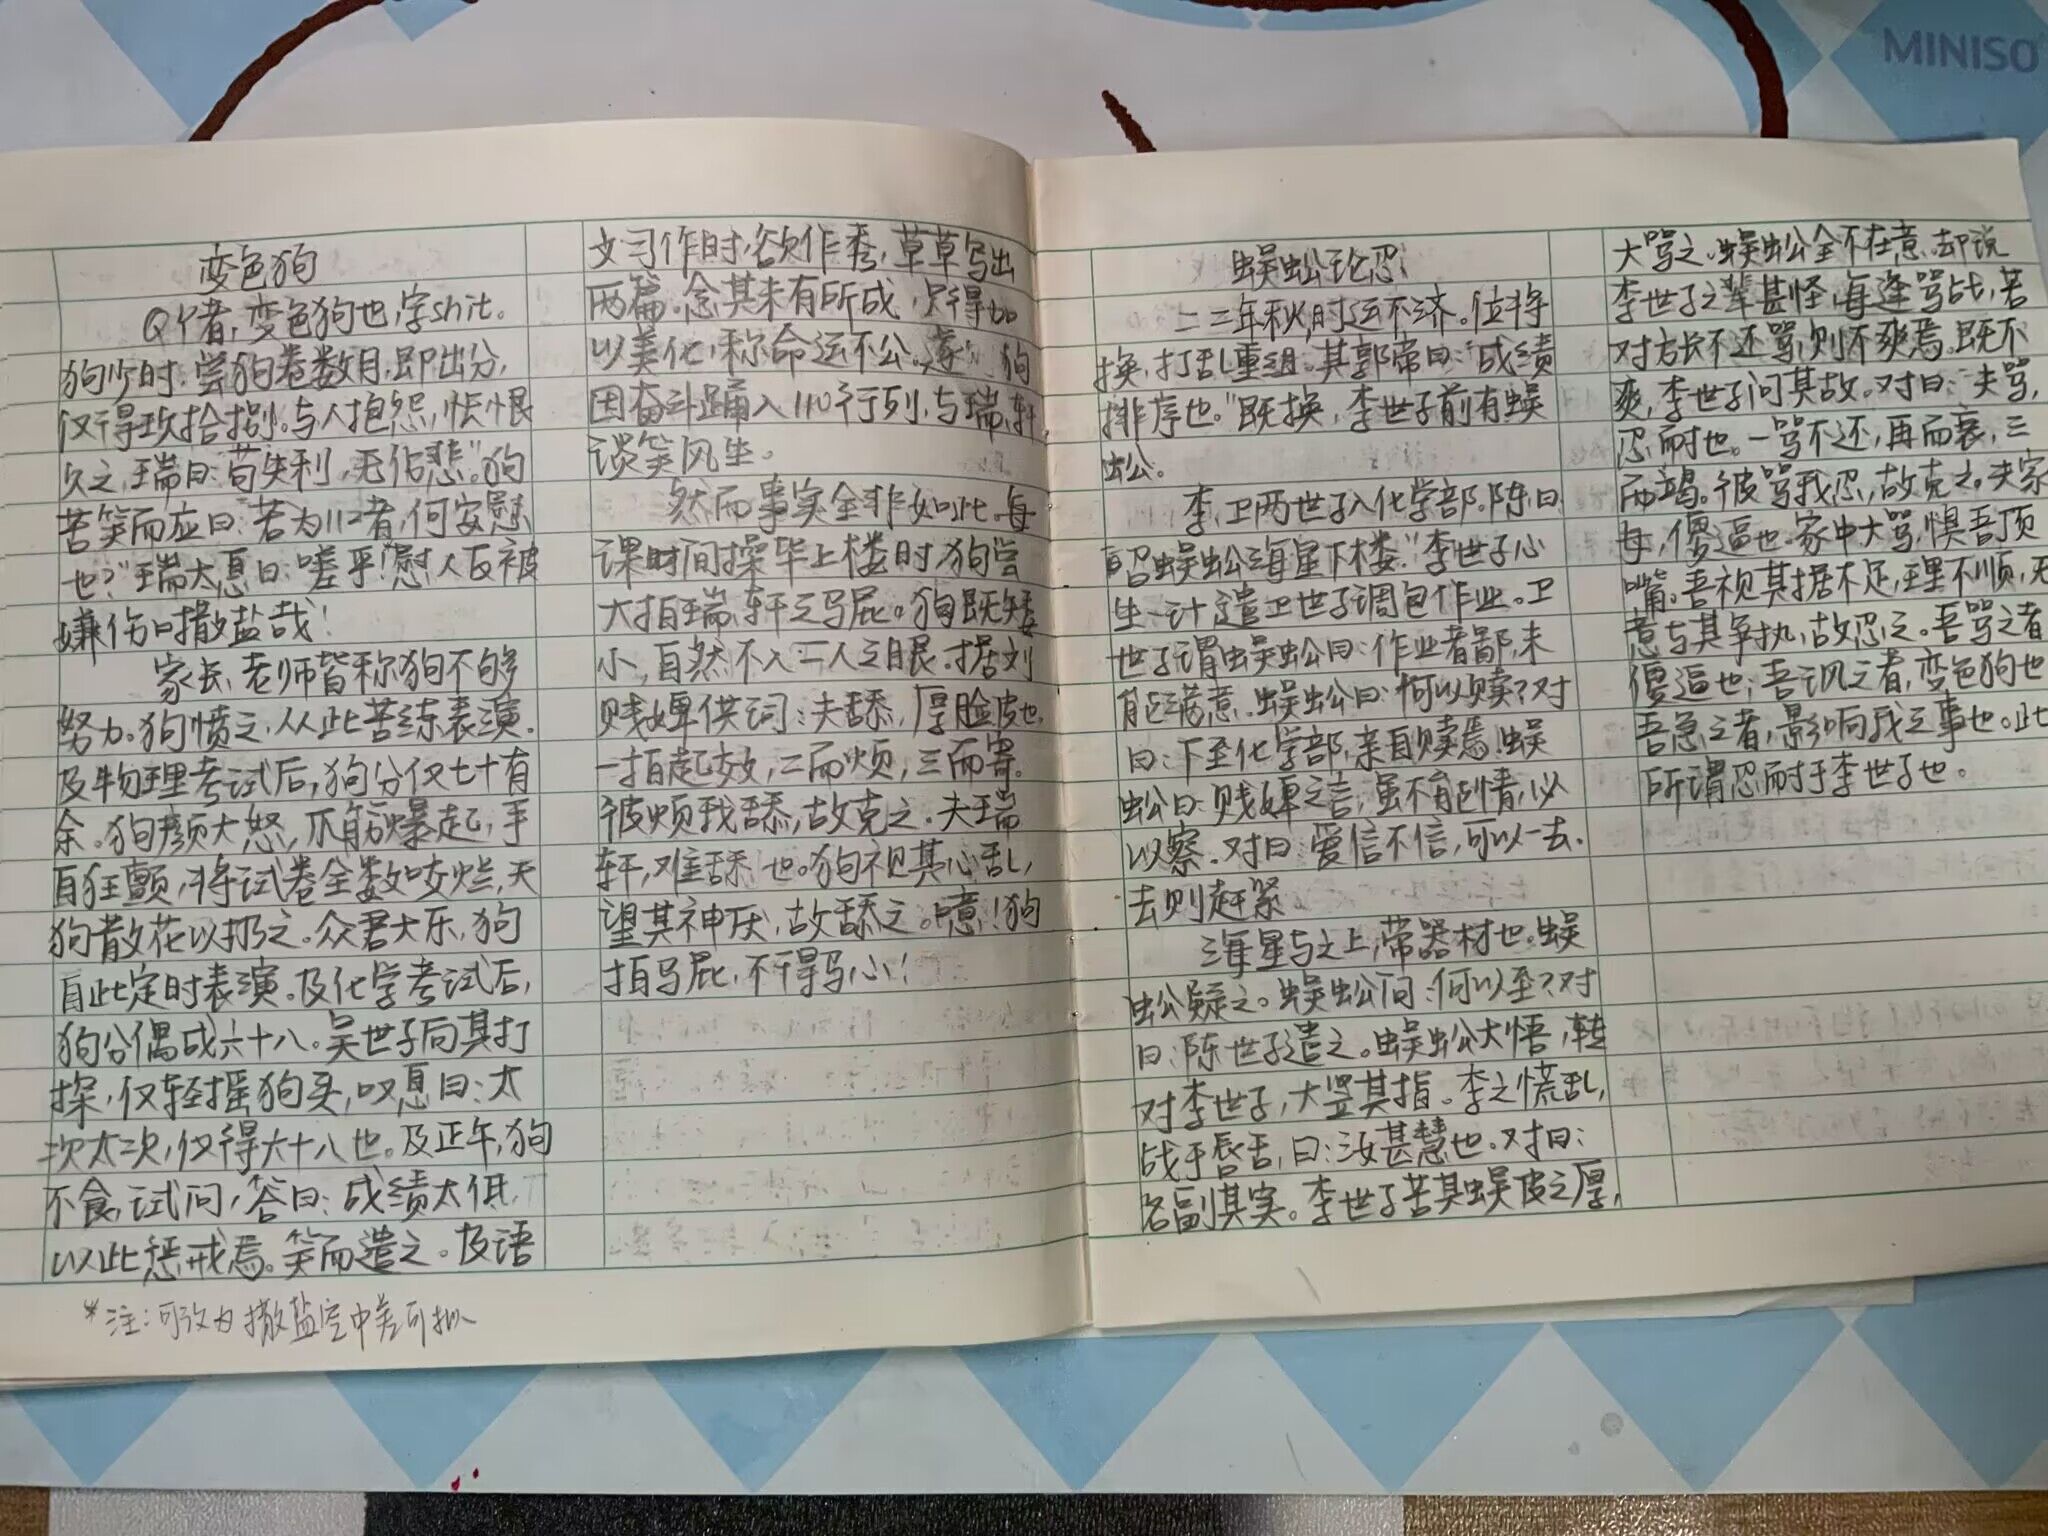 MINISO
变色狗
Q个者,变色狗也,字shit。
狗少时,尝狗卷数月,即出分,
仅得玖拾捌。与人抱怨,怅恨
久之,瑞曰:"苟失利,无伤悲。"狗
苦笑而应曰:"若为112者,何安慰
也?"瑞大息曰:嗟乎!慰人反被
嫌伤口撒盐哉!
家长、老师皆称狗不够
努力。狗愤之,从此苦练表演。
及物理考试后,狗分仅七十有
余。狗颜大怒,爪筋爆起,手
自狂颤,将试卷全数咬烂,天
狗散花以扔之。众君大乐,狗
自此定时表演。及化学考试后,
狗分偶成六十八。吴世子向其打
探,仅轻摇狗头,叹息曰:太
次太次,仅得六十八也。及正午,狗
不食,试问,答曰:成绩太低,
以此惩戒焉。笑而遣之。及语
*注:可改为撒盐空中差可拟
文习作时,欲作秀,草草写出
两篇。念其未有所成,只得加
以美化,称命运不公。遂 狗
因奋斗踊入110行列,与瑞、轩
谈笑风生。
然而事实全非如此。每
课时间操毕上楼时,狗尝
大拍瑞、轩之马屁。狗既矮
小,自然不入二人之眼。据刘
贱婢供词:夫舔,厚脸皮也,
一拍起效,二而烦,三而寄。
彼烦我舔,故克之。夫瑞
轩,难舔也。狗视其心乱,
望其神灰,故舔之。噫!狗
拍马屁,不得马心!
蜈蚣论忍
二三年秋,时运不济。位将
换,打乱重组。其郭常曰:"成绩
排序也。"既换,李世子前有蜈
蚣。
李、卫两世子入化学部。陈曰
"召蜈蚣海星下楼。"李世子心
生一计,遣卫世子调包作业。卫
世子谓蜈蚣曰:作业者鄙,未
能满意。蜈蚣曰:何以赎?对
曰:下至化学部,亲自赎焉。蜈
蚣曰:贱婢之言,虽不能情,必
以察。对曰:爱信不信,可以一去,
去则赶紧
海星与之上,带器材也。蜈
蚣疑之。蜈蚣问:何以至?对
曰:陈世子遣之。蜈蚣大悟,转
对李世子,大竖其指。李之慌乱,
战于唇舌,曰:汝甚慧也。对曰:
名副其实。李世子苦其蜈皮之厚,
大骂之。蜈蚣全不在意。却说
李世子之辈甚怪,每逢骂战,若
对方长不还骂,则不爽焉。既不
爽,李世子问其故。对曰:"夫骂,
忍耐也。一骂不还,再而衰,三
而竭。彼骂我忍,故克之。夫家
母,傻逼也。家中大骂,惧吾顶
嘴。吾视其据不足,理不顺,无
意与其争执,故忍之。吾骂之者
傻逼也;吾讽之者,变色狗也
吾急之者,影响我之事也。此
所谓忍耐于李世子也。